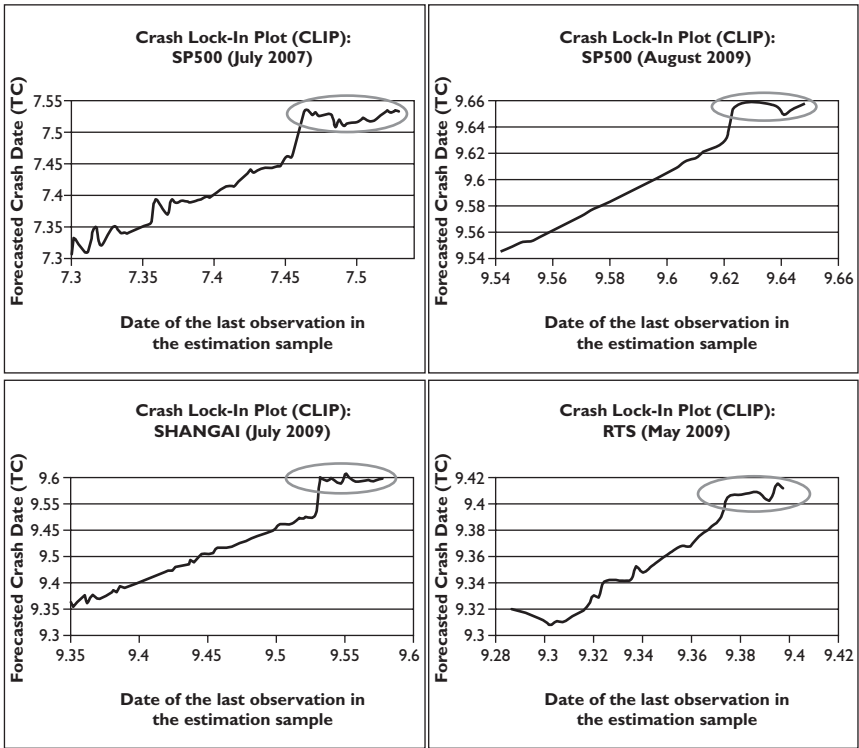 Crash Lock-In Plot (CLIP):
SP500 (July 2007)
Forecasted Crash Date (TC)
7.55
7.5
7.45
7.4
7.35
7.3
7.3 7.35 7.4 7.45 7.5
Date of the last observation in
the estimation sample
Crash Lock-In Plot (CLIP):
SP500 (August 2009)
Forecasted Crash Date (TC)
9.66
9.64
9.62
9.6
9.58
9.56
9.54
9.54 9.56 9.58 9.6 9.62 9.64 9.66
Date of the last observation in
the estimation sample
Crash Lock-In Plot (CLIP):
SHANGAI (July 2009)
Forecasted Crash Date (TC)
9.6
9.55
9.45
9.5
9.4
9.35
9.3
9.35 9.4 9.45 9.5 9.55 9.6
Date of the last observation in
the estimation sample
Crash Lock-In Plot (CLIP):
RTS (May 2009)
Forecasted Crash Date (TC)
9.42
9.4
9.38
9.36
9.34
9.32
9.3
9.28 9.3 9.32 9.34 9.36 9.38 9.4 9.42
Date of the last observation in
the estimation sample